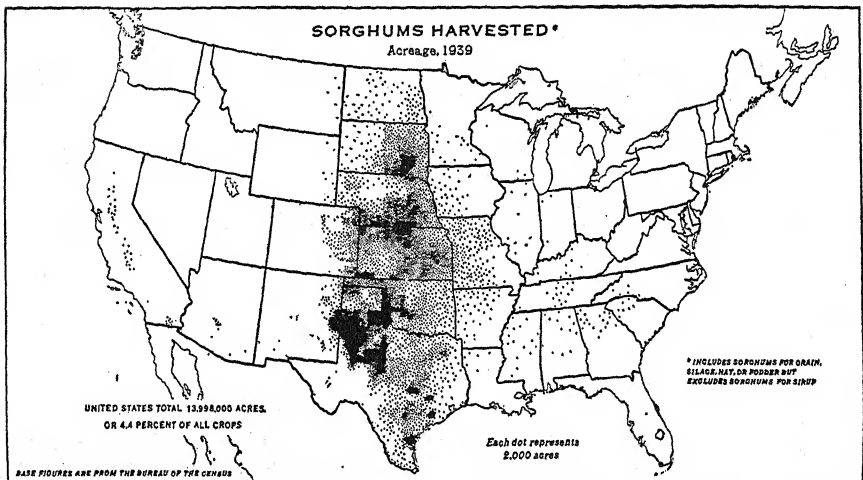 SORGHUMS HARVESTED*
Acreage, 1939
* INCLUDES SORGHUMS FOR GRAIN,
SILAGE, HAY, OR FODDER BUT
EXCLUDES SORGHUMS FOR SIRUP
UNITED STATES TOTAL 13,998,000 ACRES,
OR 4.4 PERCENT OF ALL CROPS
Each dot represents
2,000 acres
BASE FIGURES ARE FROM THE BUREAU OF THE CENSUS